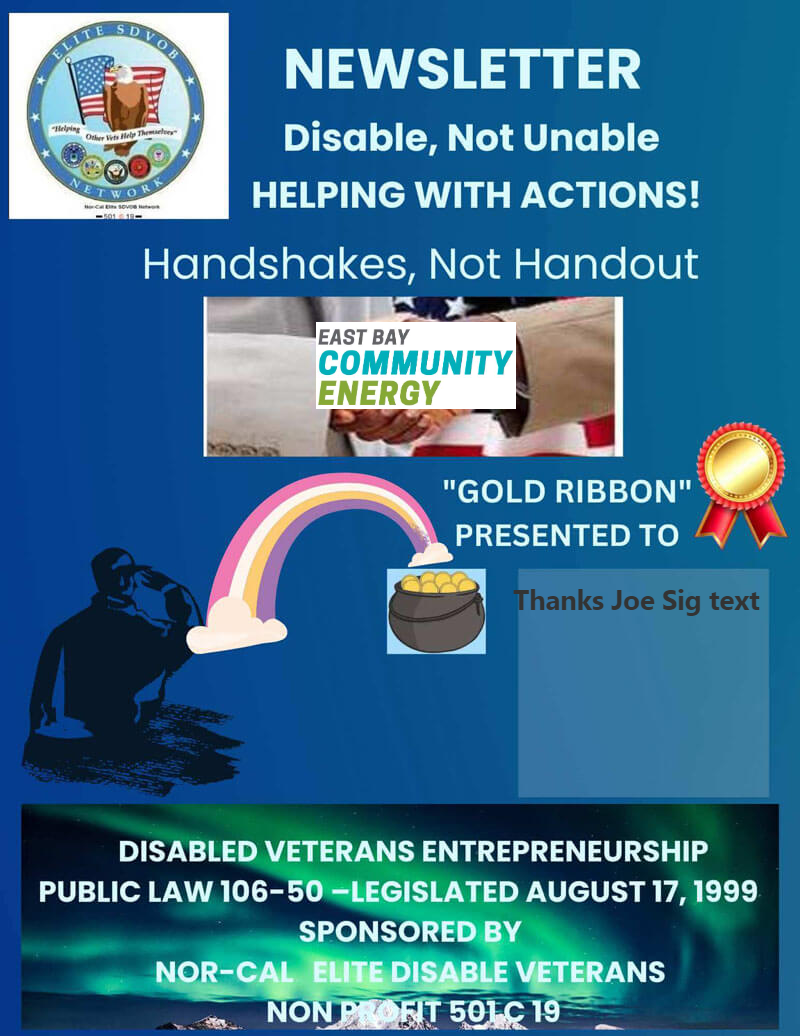 ELITE SDVOB
"Helping Other Vets Help Themselves"
NETWORK
Nor-Cal Elite SDVOB Network
501 C 19
NEWSLETTER
Disable, Not Unable
HELPING WITH ACTIONS!
Handshakes, Not Handout
EAST BAY
COMMUNITY
ENERGY
"GOLD RIBBON"
PRESENTED TO
Thanks Joe Sig text
DISABLED VETERANS ENTREPRENEURSHIP
PUBLIC LAW 106-50 –LEGISLATED AUGUST 17, 1999
SPONSORED BY
NOR-CAL ELITE DISABLE VETERANS
NON PROFIT 501 C 19